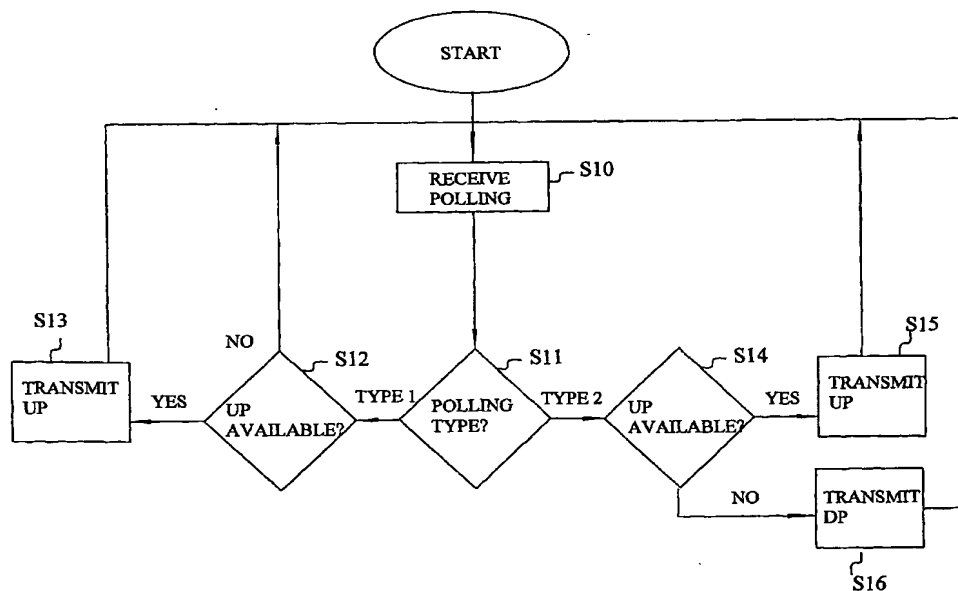 START
RECEIVE
POLLING
S10
S13
TRANSMIT
UP
YES
NO
S12
UP
AVAILABLE?
TYPE 1
S11
POLLING
TYPE?
TYPE 2
S14
UP
AVAILABLE?
YES
S15
TRANSMIT
UP
NO
TRANSMIT
DP
S16